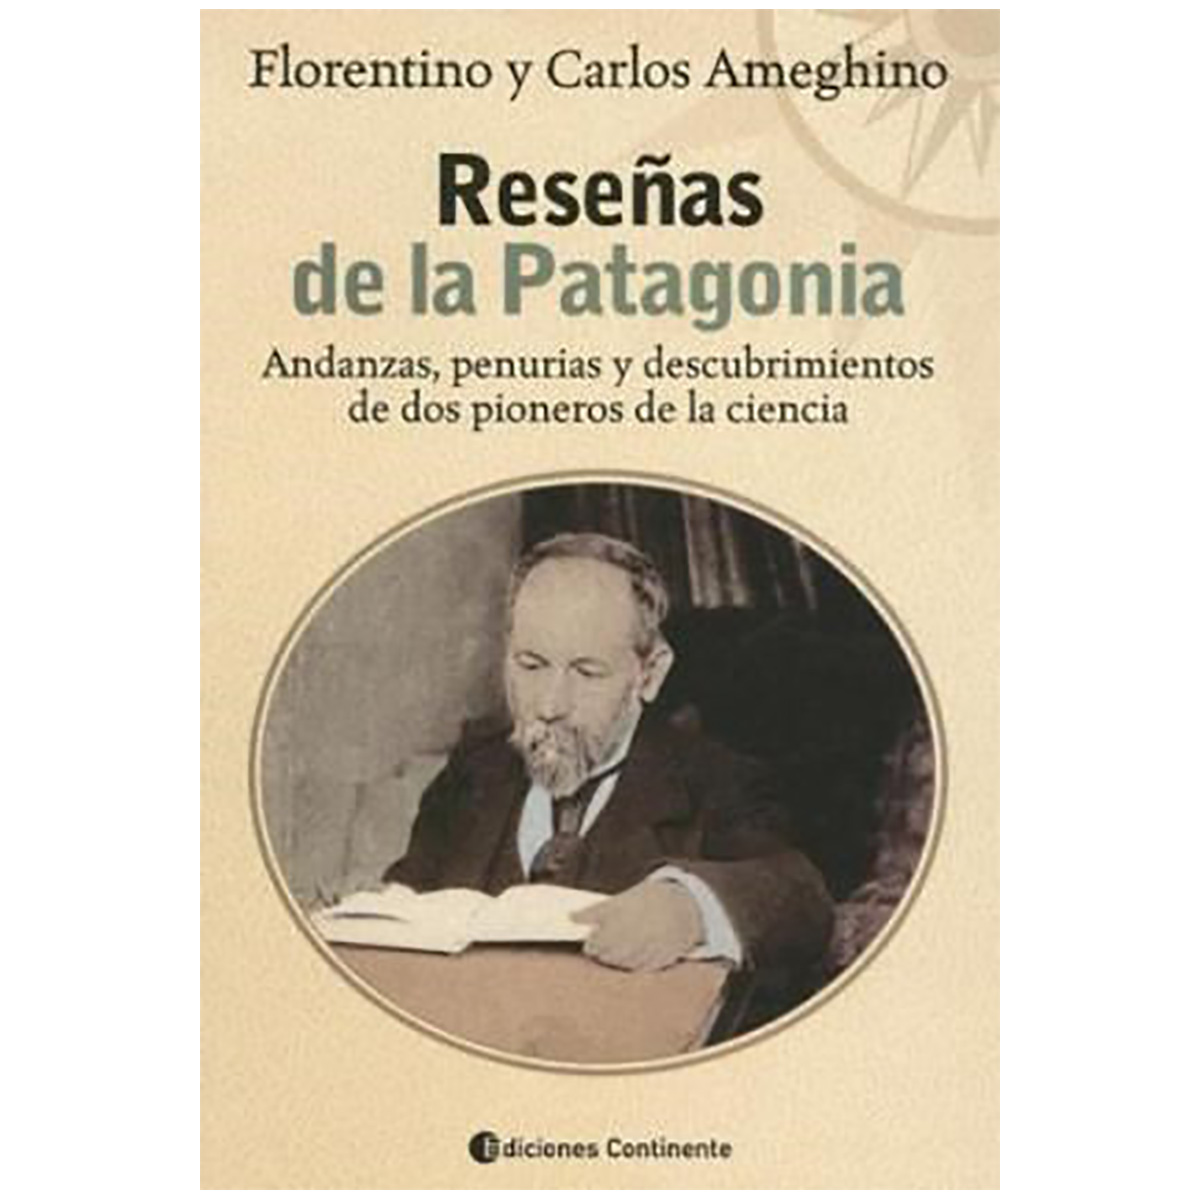 Florentino y Carlos Ameghino
Reseñas
de la Patagonia
Andanzas, penurias y descubrimientos
de dos pioneros de la ciencia
Ediciones Continente